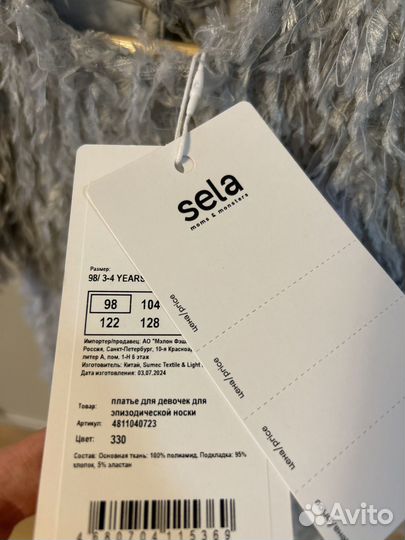 sela
moms & monsters
цена/price
цена/price
цена/price
Размер:
98/ 3-4 YEARS
98 104
122 128
Импортер/продавец: АО "Мэлон
Россия, Санкт-Петербург, 10-я
литер А, пом. 1-Н 6 этаж
Изготовитель: Китай, Sumec Textile & Light
Дата изготовления: 03.07.2024
Товар: платье для девочек для
эпизодической носки
Артикул: 4811040723
Цвет: 330
Состав: Основная ткань: 100% полиамид. Подкладка: 95%
хлопок, 5% эластан
4 680704 115369
Avito